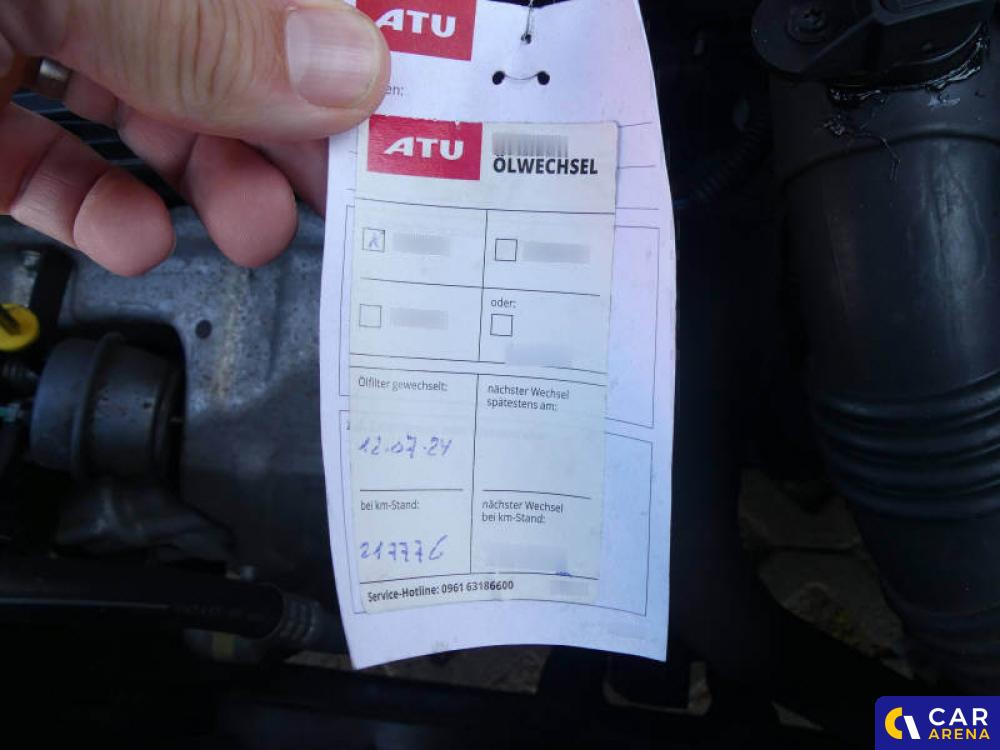 ATU
en:
ATU
ÖLWECHSEL
oder:
Ölfilter gewechselt:
nächster Wechsel
spätestens am:
12.07.24
bei km-Stand:
nächster Wechsel
bei km-Stand:
217776
Service-Hotline: 0961 63186600
CAR
ARENA